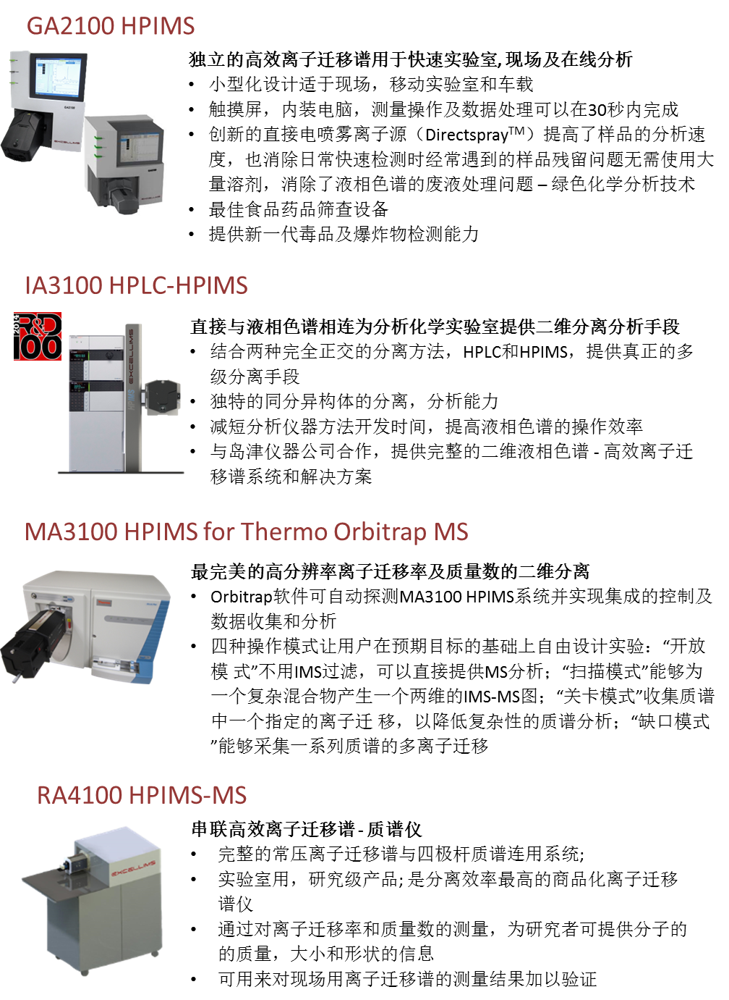 GA2100 HPIMS
独立的高效离子迁移谱用于快速实验室, 现场及在线分析
• 小型化设计适于现场，移动实验室和车载
• 触摸屏，内装电脑，测量操作及数据处理可以在30秒内完成
• 创新的直接电喷雾离子源（Directspray™）提高了样品的分析速
度，也消除日常快速检测时经常遇到的样品残留问题无需使用大
量溶剂，消除了液相色谱的废液处理问题 – 绿色化学分析技术
• 最佳食品药品筛查设备
• 提供新一代毒品及爆炸物检测能力
GA2100
EXCELLIMS
EXCELLIMS
IA3100 HPLC-HPIMS
2014
R&D
100
EXCELLIMS
HPIMS
直接与液相色谱相连为分析化学实验室提供二维分离分析手段
• 结合两种完全正交的分离方法，HPLC和HPIMS，提供真正的多
级分离手段
• 独特的同分异构体的分离，分析能力
• 减短分析仪器方法开发时间，提高液相色谱的操作效率
• 与岛津仪器公司合作，提供完整的二维液相色谱 - 高效离子迁
移谱系统和解决方案
MA3100 HPIMS for Thermo Orbitrap MS
最完美的高分辨率离子迁移率及质量数的二维分离
• Orbitrap软件可自动探测MA3100 HPIMS系统并实现集成的控制及
数据收集和分析
• 四种操作模式让用户在预期目标的基础上自由设计实验：“开放
模 式”不用IMS过滤，可以直接提供MS分析；“扫描模式”能够为
一个复杂混合物产生一个两维的IMS-MS图；“关卡模式”收集质谱
中一个指定的离子迁 移，以降低复杂性的质谱分析；“缺口模式
”能够采集一系列质谱的多离子迁移
RA4100 HPIMS-MS
EXCELLIMS
串联高效离子迁移谱 - 质谱仪
• 完整的常压离子迁移谱与四极杆质谱连用系统;
• 实验室用，研究级产品; 是分离效率最高的商品化离子迁移
谱仪
• 通过对离子迁移率和质量数的测量，为研究者可提供分子的
的质量，大小和形状的信息
• 可用来对现场用离子迁移谱的测量结果加以验证